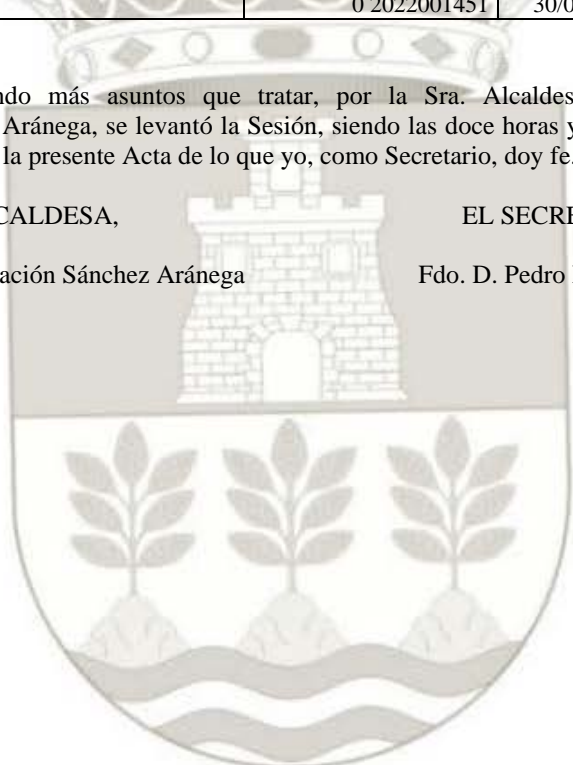 0 2022001451 30/0
ndo más asuntos que tratar, por la Sra. Alcaldes
Aránega, se levantó la Sesión, siendo las doce horas y
la presente Acta de lo que yo, como Secretario, doy fe.
CALDESA, EL SECRE
ación Sánchez Aránega Fdo. D. Pedro